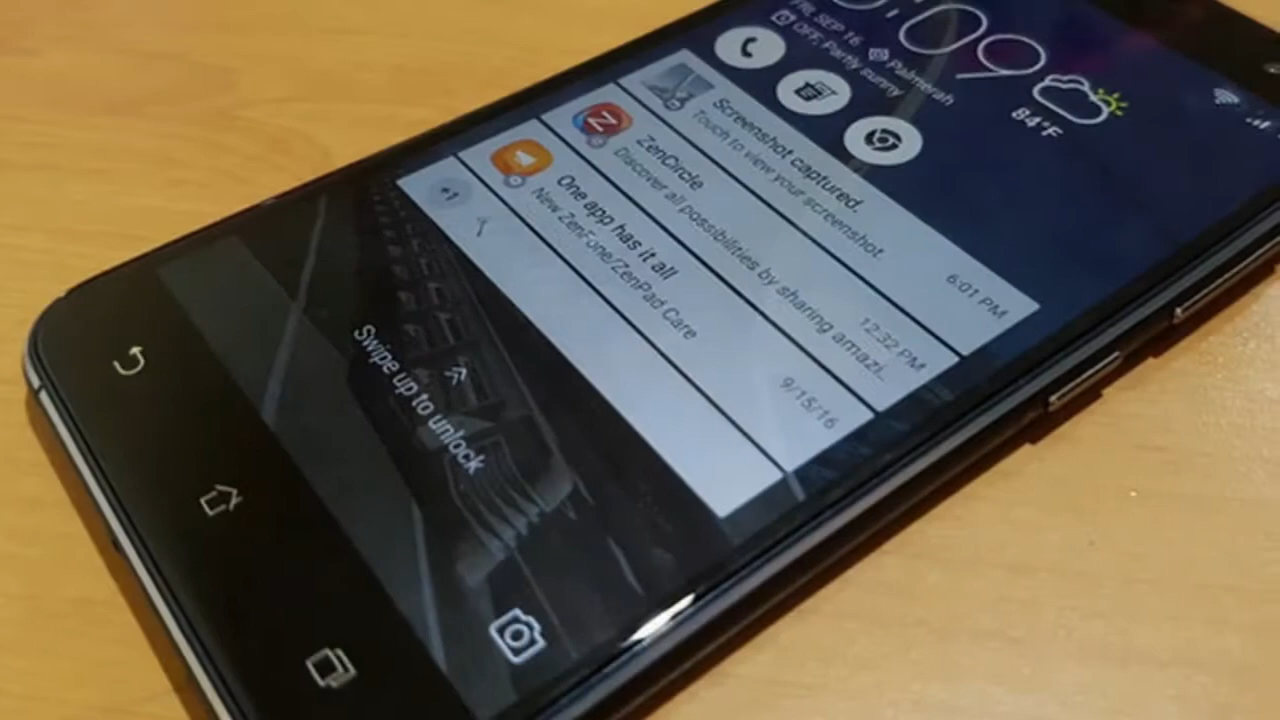 :09
FRI, SEP 16
Palmerah
OFF, Partly sunny
84°F
Screenshot captured.
Touch to view your screenshot.
6:01 PM
Z
ZenCircle
Discover all possibilities by sharing amazi...
12:32 PM
One app has it all
New ZenFone/ZenPad Care
9/15/16
+1
Swipe up to unlock